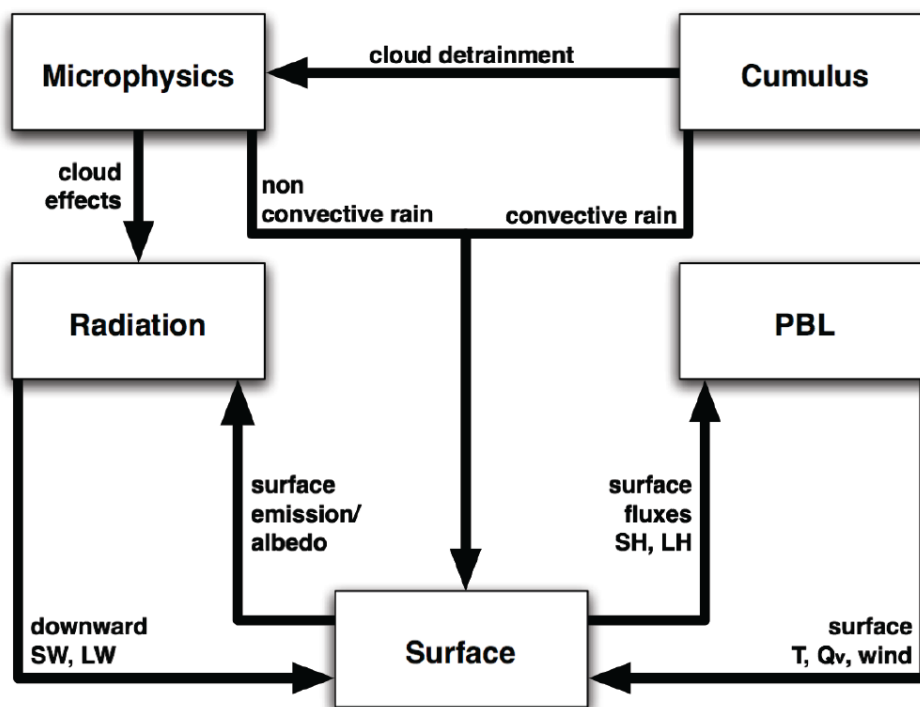 Microphysics
cloud detrainment
Cumulus
cloud
effects
non
convective rain
convective rain
Radiation
PBL
surface
emission/
albedo
surface
fluxes
SH, LH
downward
SW, LW
Surface
surface
T, Qv, wind